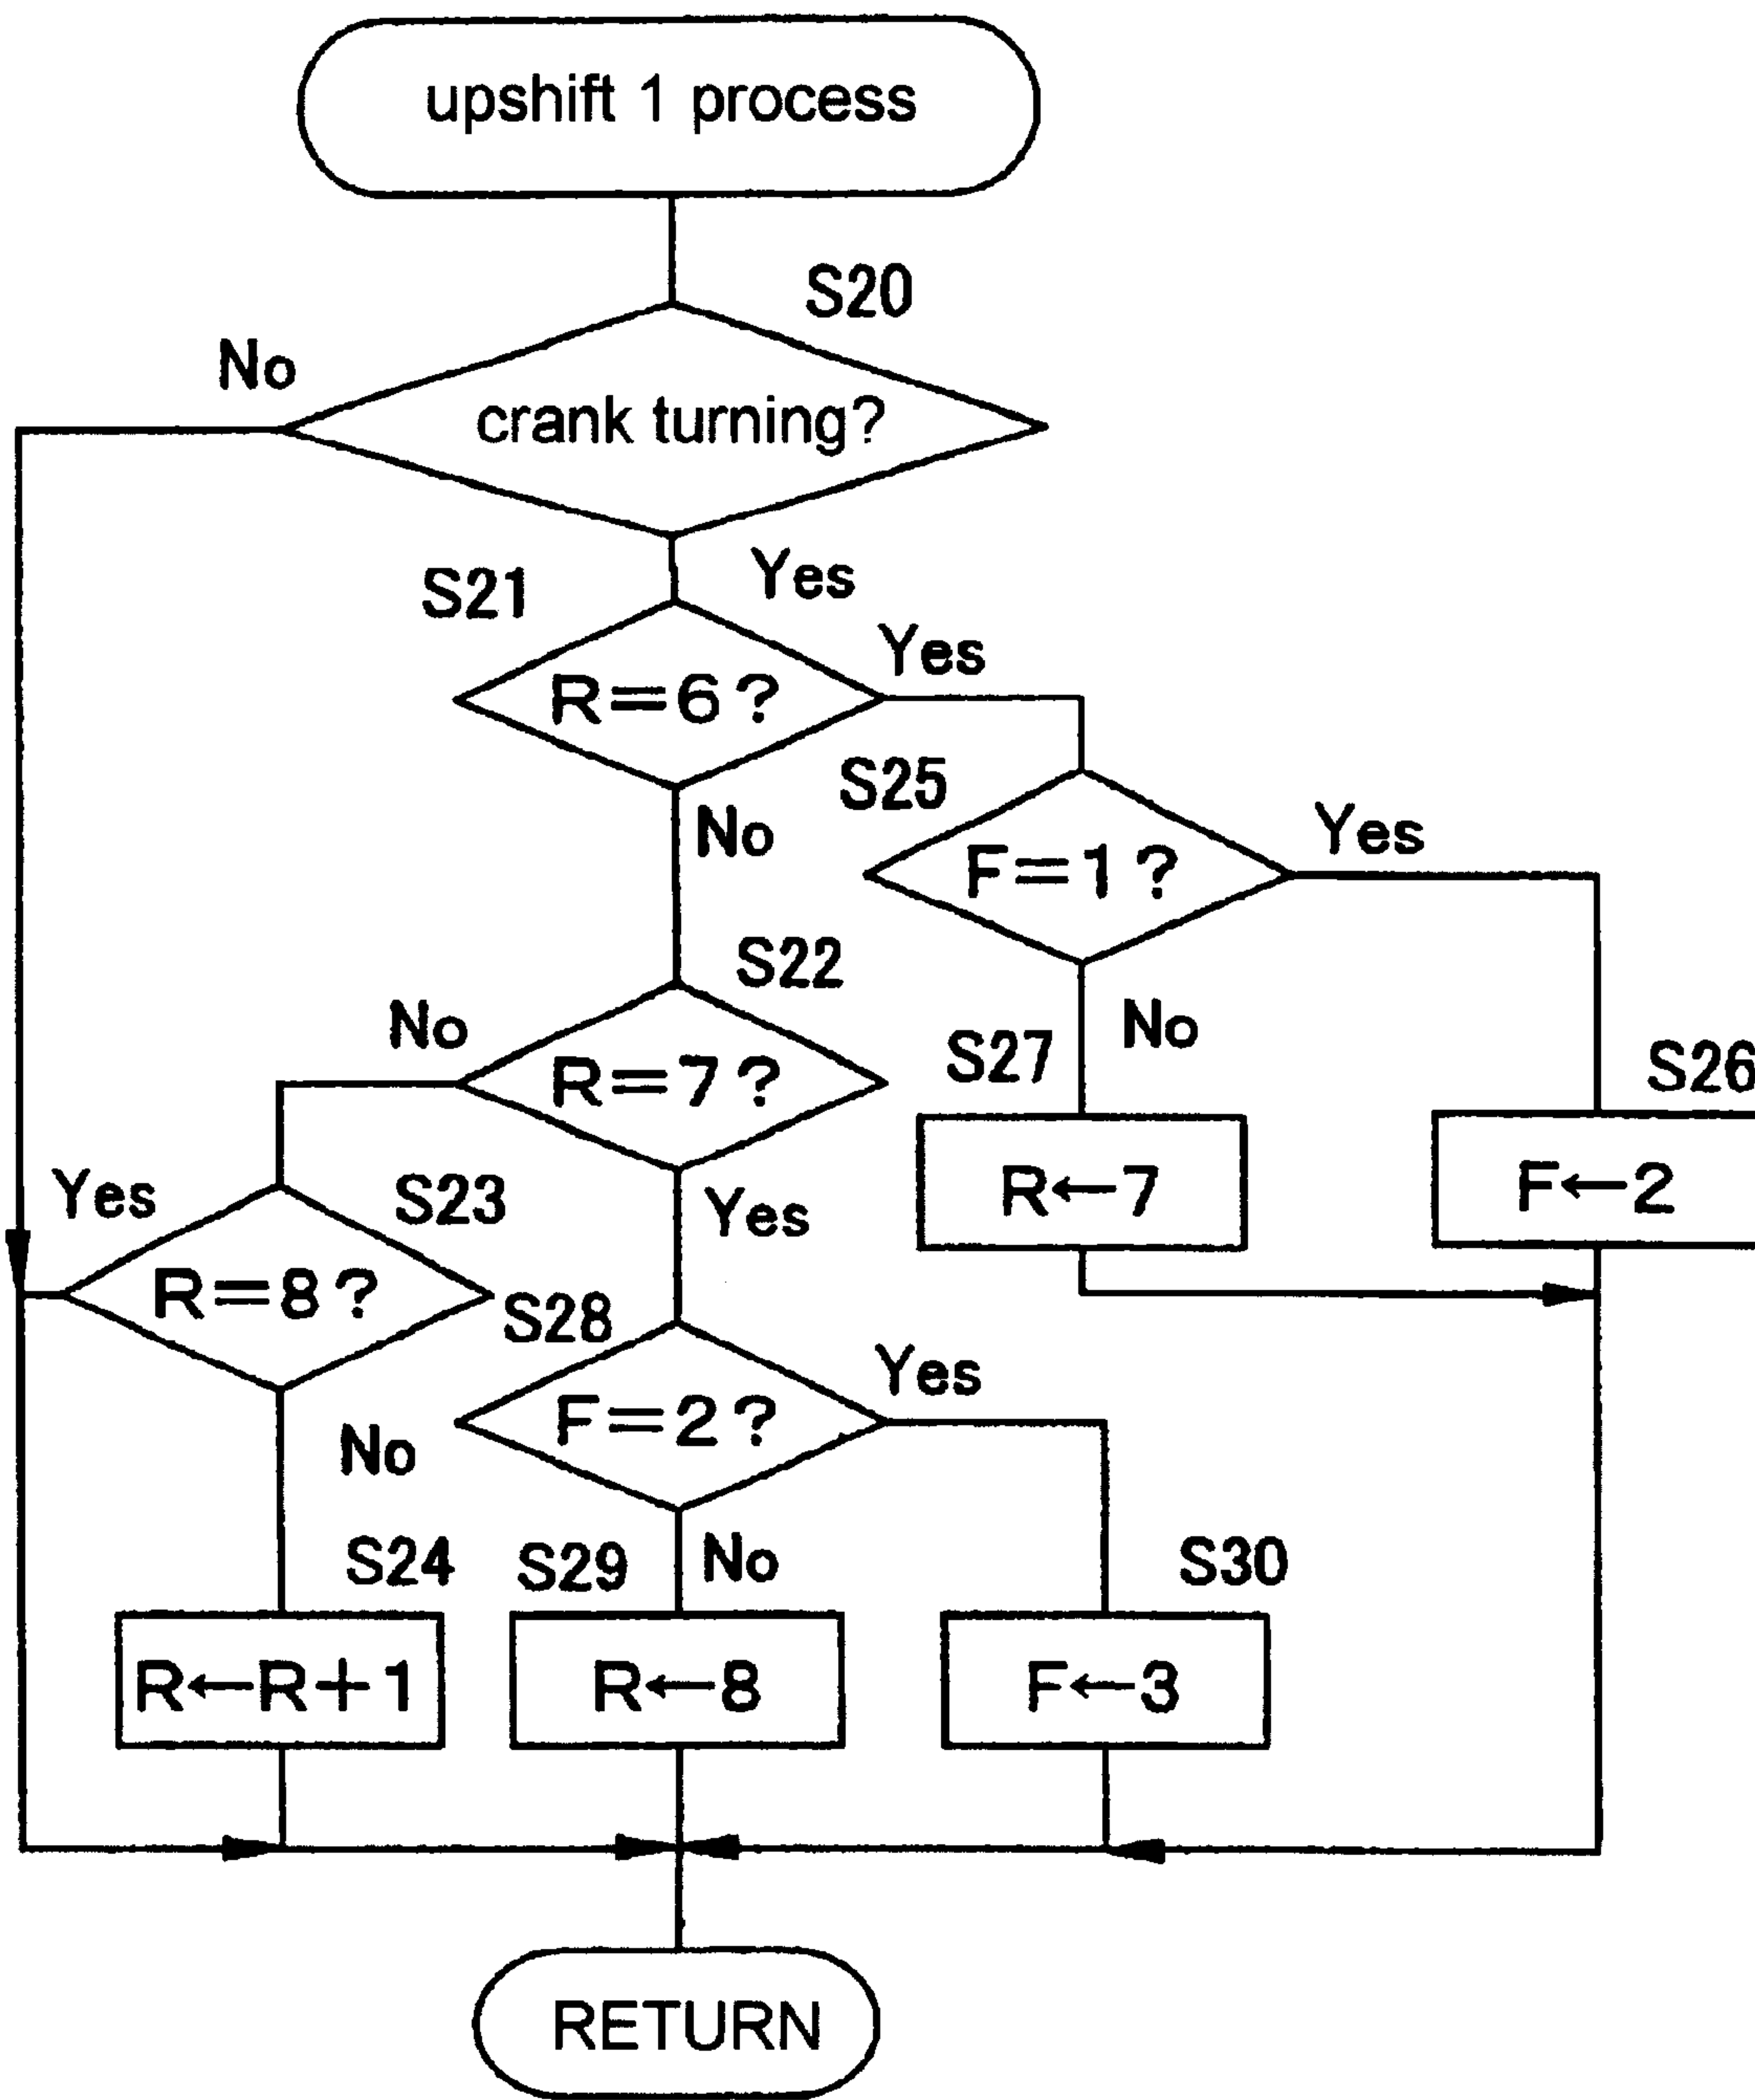 upshift 1 process
S20
No
crank turning?
Yes
S21
Yes
R=6?
S25
No
Yes
F=1?
S22
No
No
S27
R=7?
S26
Yes
S23
Yes
R←7
F←2
R=8?
S28
Yes
F=2?
No
S24
S29
No
S30
R←R+1
R←8
F←3
RETURN